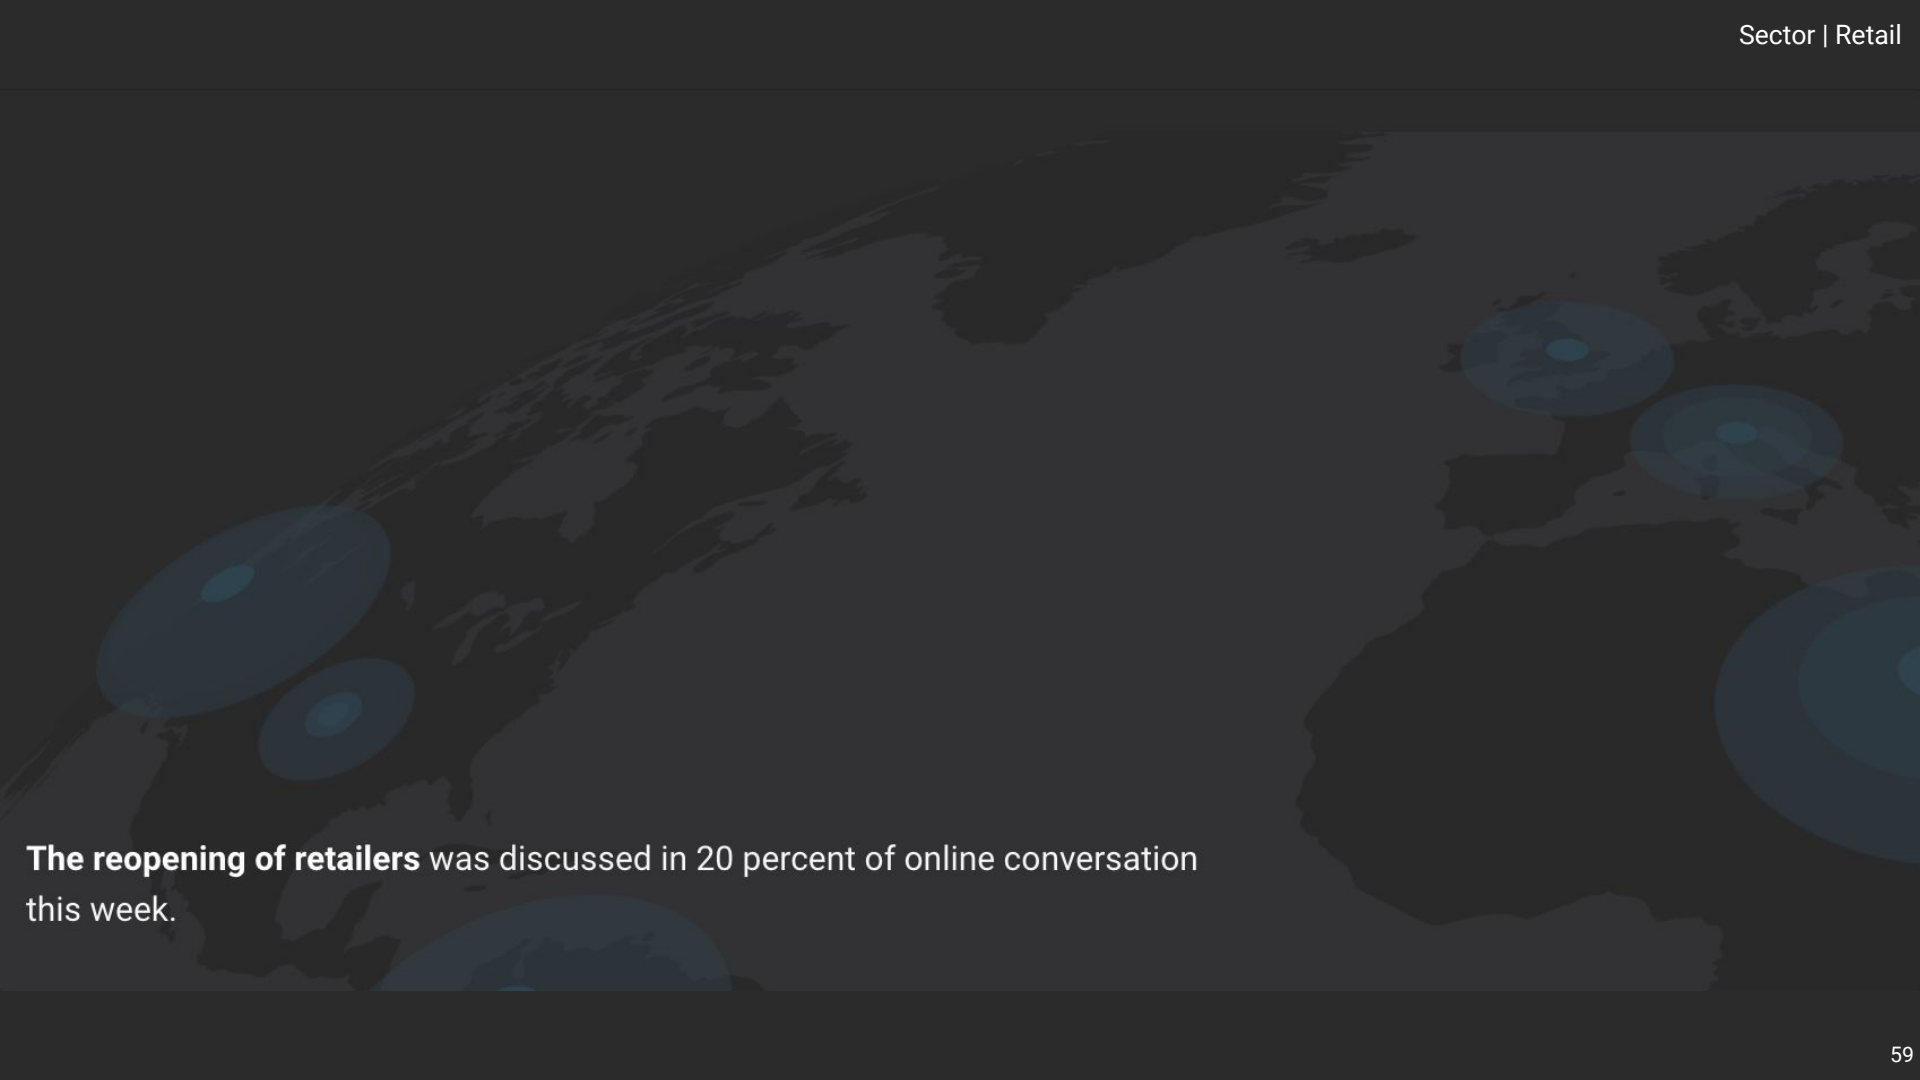 Sector | Retail
The reopening of retailers was discussed in 20 percent of online conversation
this week.
59